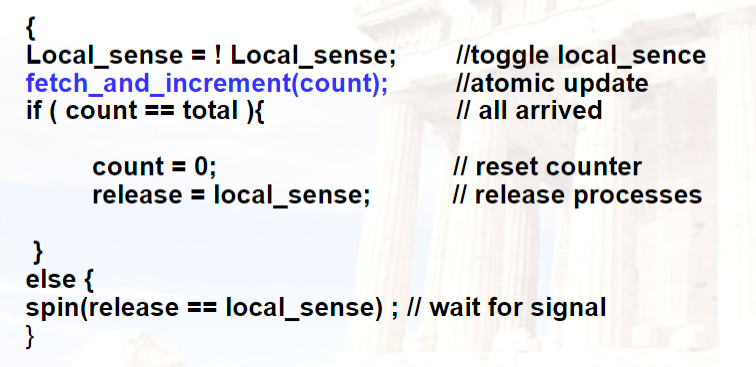 {
Local_sense = ! Local_sense; //toggle local_sence
fetch_and_increment(count); //atomic update
if ( count == total ){ // all arrived
count = 0; // reset counter
release = local_sense; // release processes
}
else {
spin(release == local_sense) ; // wait for signal
}